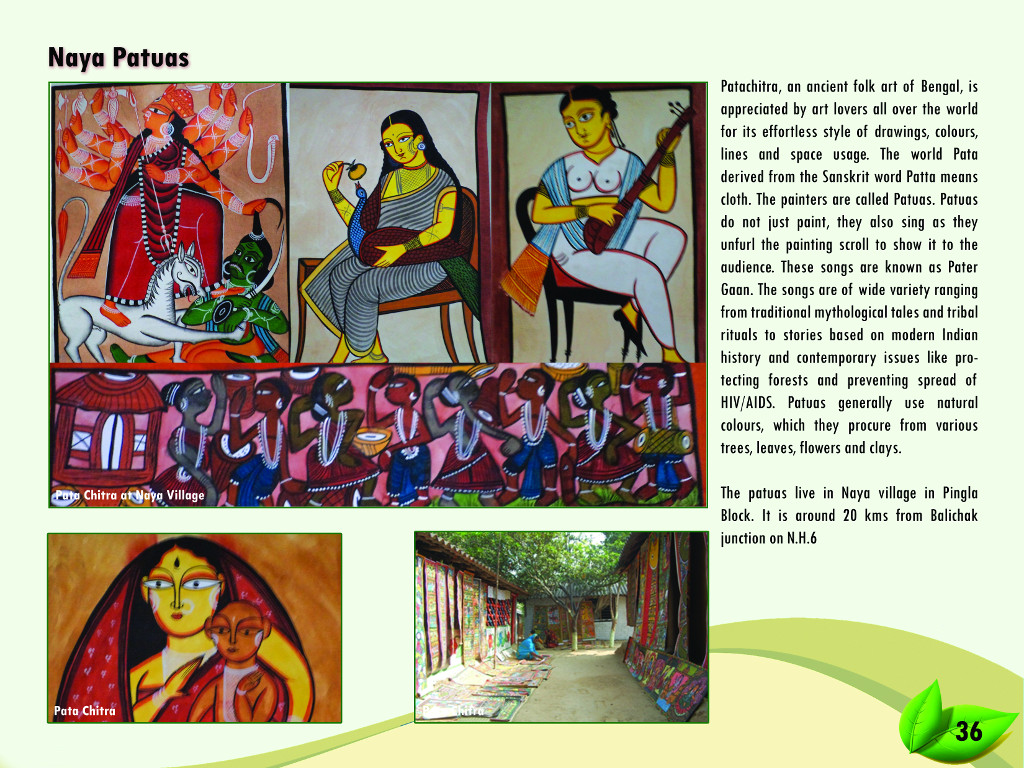 Naya Patuas
Patachitra, an ancient folk art of Bengal, is
appreciated by art lovers all over the world
for its effortless style of drawings, colours,
lines and space usage. The world Pata
derived from the Sanskrit word Patta means
cloth. The painters are called Patuas. Patuas
do not just paint, they also sing as they
unfurl the painting scroll to show it to the
audience. These songs are known as Pater
Gaan. The songs are of wide variety ranging
from traditional mythological tales and tribal
rituals to stories based on modern Indian
history and contemporary issues like pro-
tecting forests and preventing spread of
HIV/AIDS. Patuas generally use natural
colours, which they procure from various
trees, leaves, flowers and clays.
The patuas live in Naya village in Pingla
Block. It is around 20 kms from Balichak
junction on N.H.6
Pata Chitra at Naya Village
Pata Chitra
Pata Chitra
36